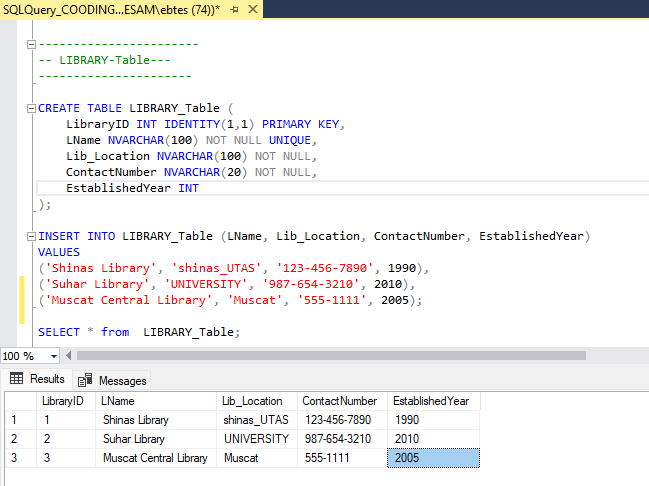 SQLQuery_COODING...ESAM\ebtes (74))*
-----------------------
-- LIBRARY-Table---
----------------------
CREATE TABLE LIBRARY_Table (
LibraryID INT IDENTITY(1,1) PRIMARY KEY,
LName NVARCHAR(100) NOT NULL UNIQUE,
Lib_Location NVARCHAR(100) NOT NULL,
ContactNumber NVARCHAR(20) NOT NULL,
EstablishedYear INT
);
INSERT INTO LIBRARY_Table (LName, Lib_Location, ContactNumber, EstablishedYear)
VALUES
('Shinas Library', 'shinas_UTAS', '123-456-7890', 1990),
('Suhar Library', 'UNIVERSITY', '987-654-3210', 2010),
('Muscat Central Library', 'Muscat', '555-1111', 2005);
SELECT * from  LIBRARY_Table;
100 %
Results Messages
LibraryID LName Lib_Location ContactNumber EstablishedYear
1 1 Shinas Library shinas_UTAS 123-456-7890 1990
2 2 Suhar Library UNIVERSITY 987-654-3210 2010
3 3 Muscat Central Library Muscat 555-1111 2005